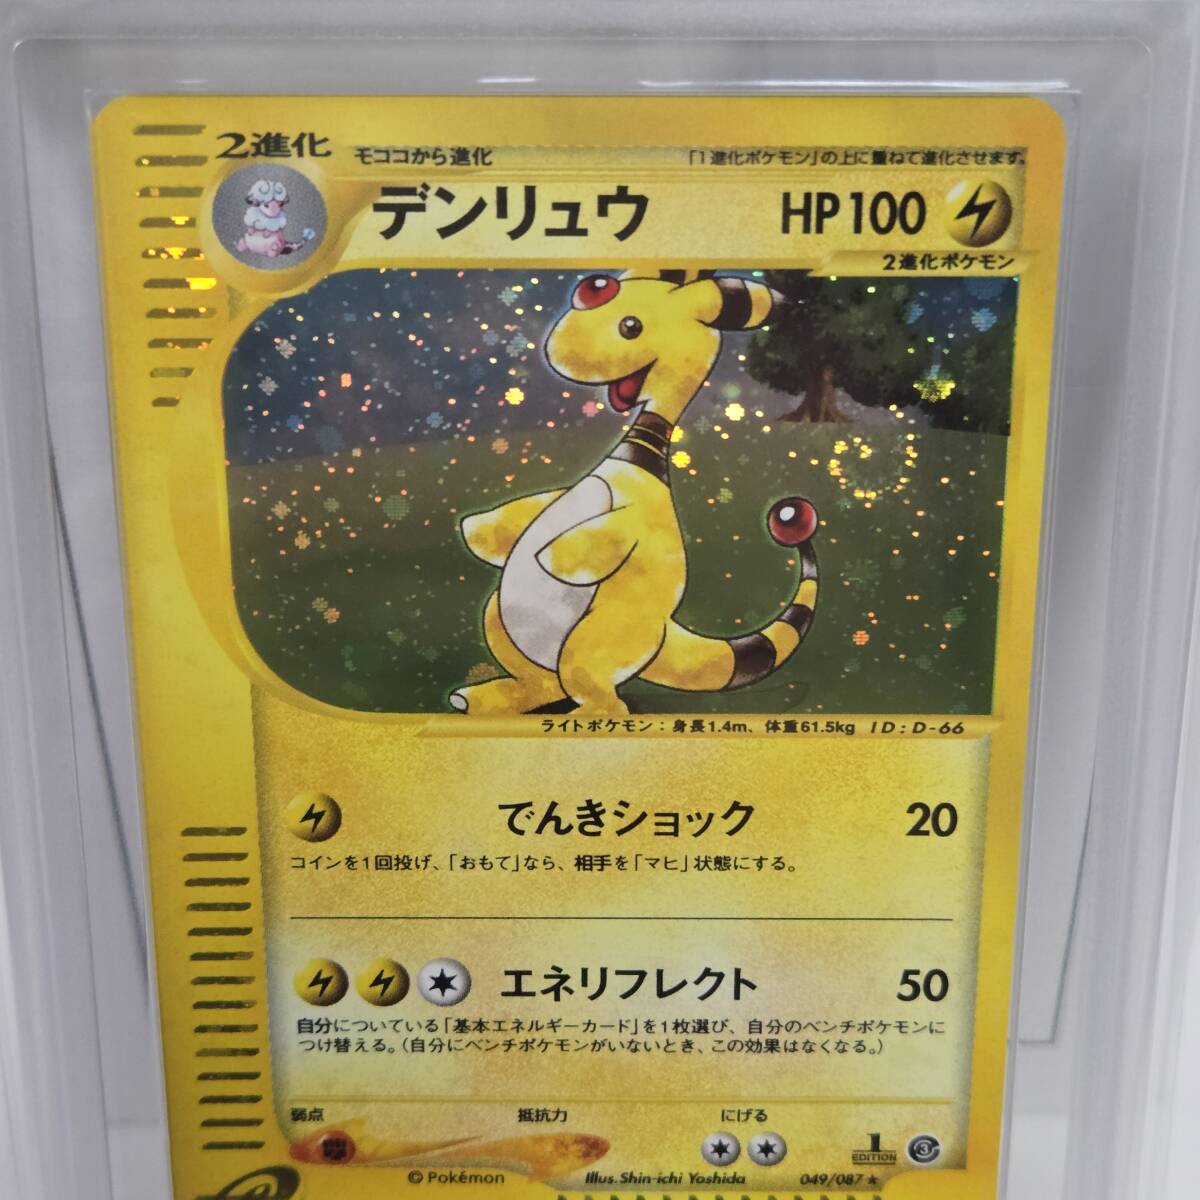 2進化 モココから進化 「1進化ポケモン」の上に重ねて進化させます。
デンリュウ HP100
2進化ポケモン
ライトポケモン：身長1.4m、体重61.5kg ID：D-66
でんきショック 20
コインを1回投げ、「おもて」なら、相手を「マヒ」状態にする。
エネリフレクト 50
自分についている「基本エネルギーカード」を1枚選び、自分のベンチポケモンに
つけ替える。（自分にベンチポケモンがいないとき、この効果はなくなる。）
弱点 抵抗力 にげる
1 EDITION 3
©Pokémon Illus. Shin-ichi Yoshida 049/087 ★
e